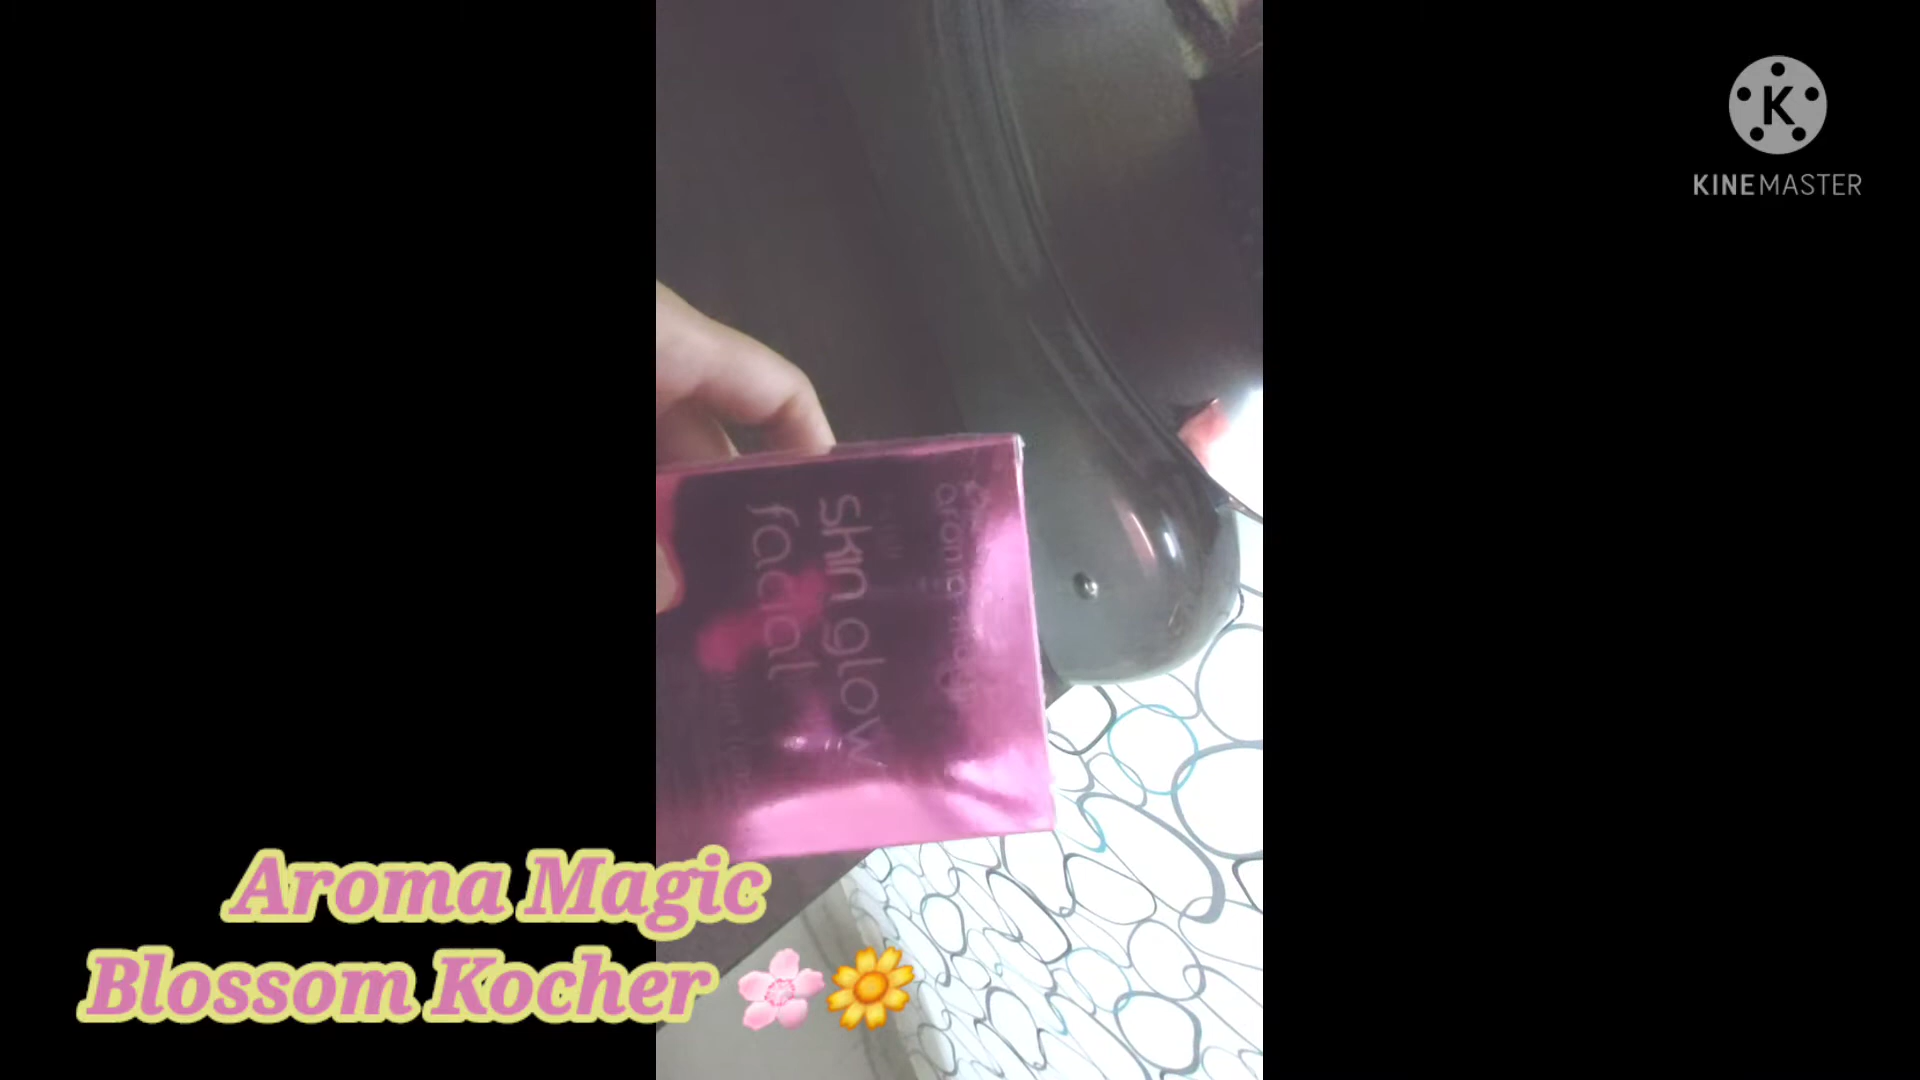 KINEMASTER
aroma magic
skin glow
facial
Aroma Magic
Blossom Kocher 🌸🌼